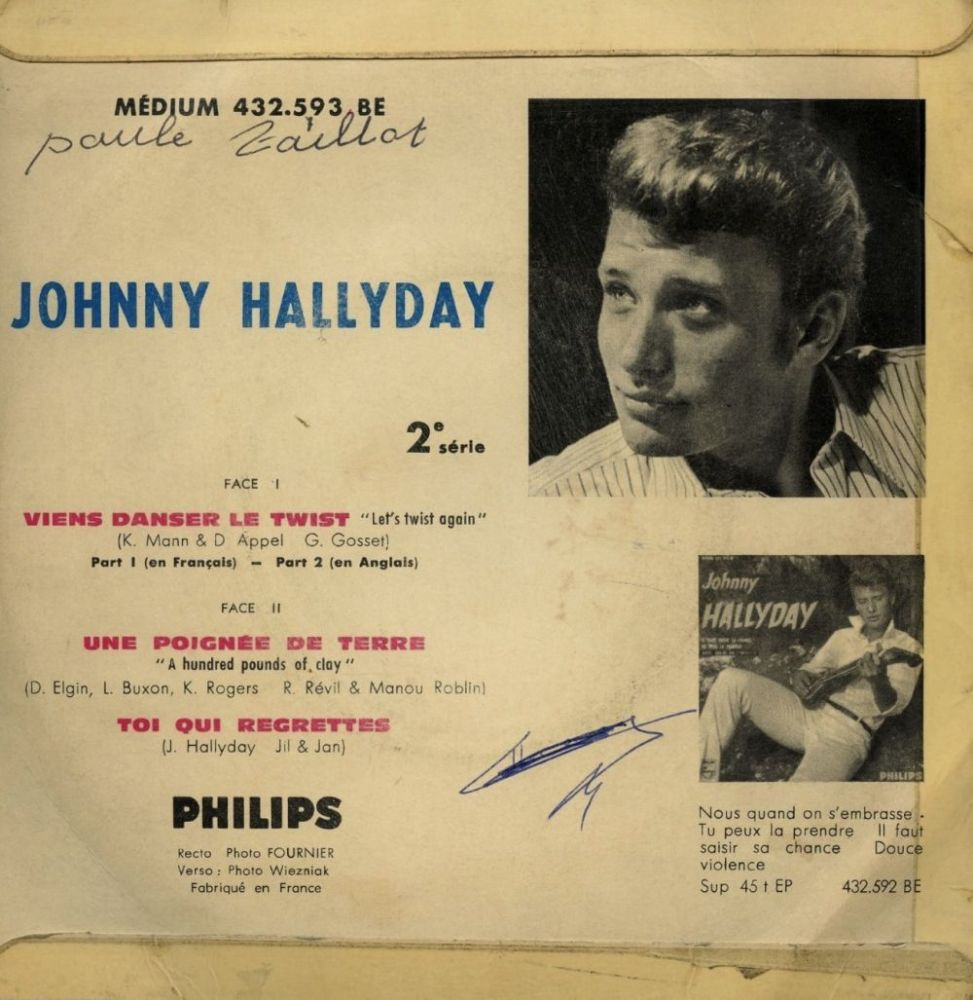 MÉDIUM 432.593 BE
paule
JOHNNY HALLYDAY
2e série
FACE I
VIENS DANSER LE TWIST "Let's twist again"
(K. Mann & D Appel G. Gosset)
Part I (en Français) – Part 2 (en Anglais)
FACE II
UNE POIGNÉE DE TERRE
"A hundred pounds of clay"
(D. Elgin, L. Buxon, K. Rogers R. Révil & Manou Roblin)
TOI QUI REGRETTES
(J. Hallyday Jil & Jan)
PHILIPS
Recto Photo FOURNIER
Verso : Photo Wiezniak
Fabriqué en France
Johnny
HALLYDAY
PHILIPS
Nous quand on s'embrasse -
Tu peux la prendre Il faut
saisir sa chance Douce
violence
Sup 45 t EP 432.592 BE